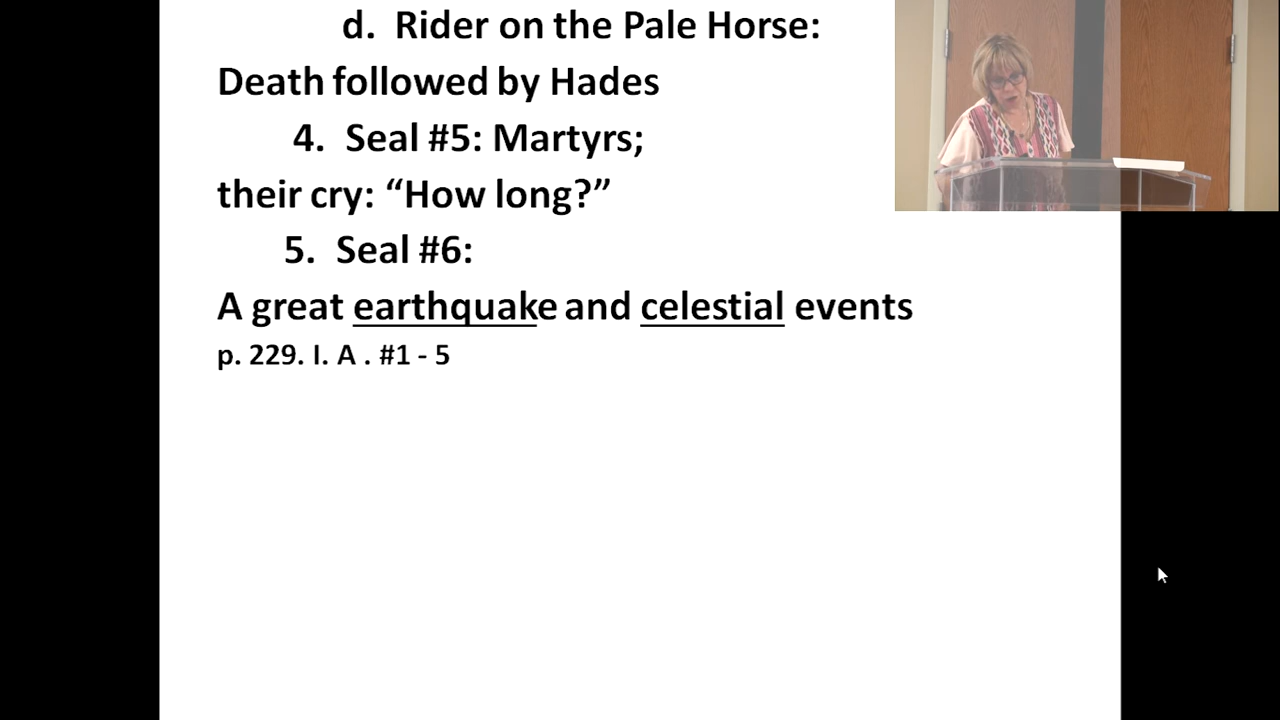 d. Rider on the Pale Horse:
Death followed by Hades
4. Seal #5: Martyrs;
their cry: “How long?”
5. Seal #6:
A great earthquake and celestial events
p. 229. I. A . #1 - 5